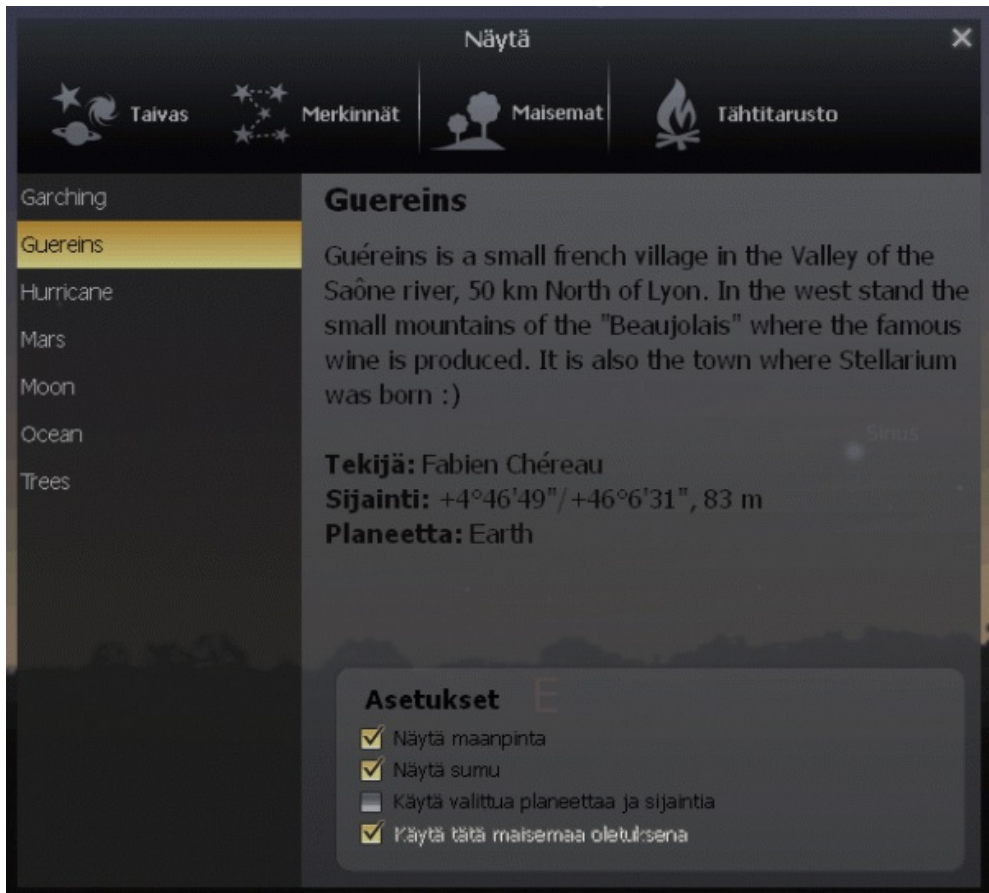 Näytä
Taivas
Merkinnät
Maisemat
Tähtitarusto
Garching
Guereins
Hurricane
Mars
Moon
Ocean
Trees
Guereins
Guéreins is a small french village in the Valley of the
Saône river, 50 km North of Lyon. In the west stand the
small mountains of the "Beaujolais" where the famous
wine is produced. It is also the town where Stellarium
was born :)
Sirius
Tekijä: Fabien Chéreau
Sijainti: +4°46'49"/+46°6'31", 83 m
Planeetta: Earth
E
Asetukset
Näytä maanpinta
Näytä sumu
Käytä valittua planeettaa ja sijaintia
Käytä tätä maisemaa oletuksena